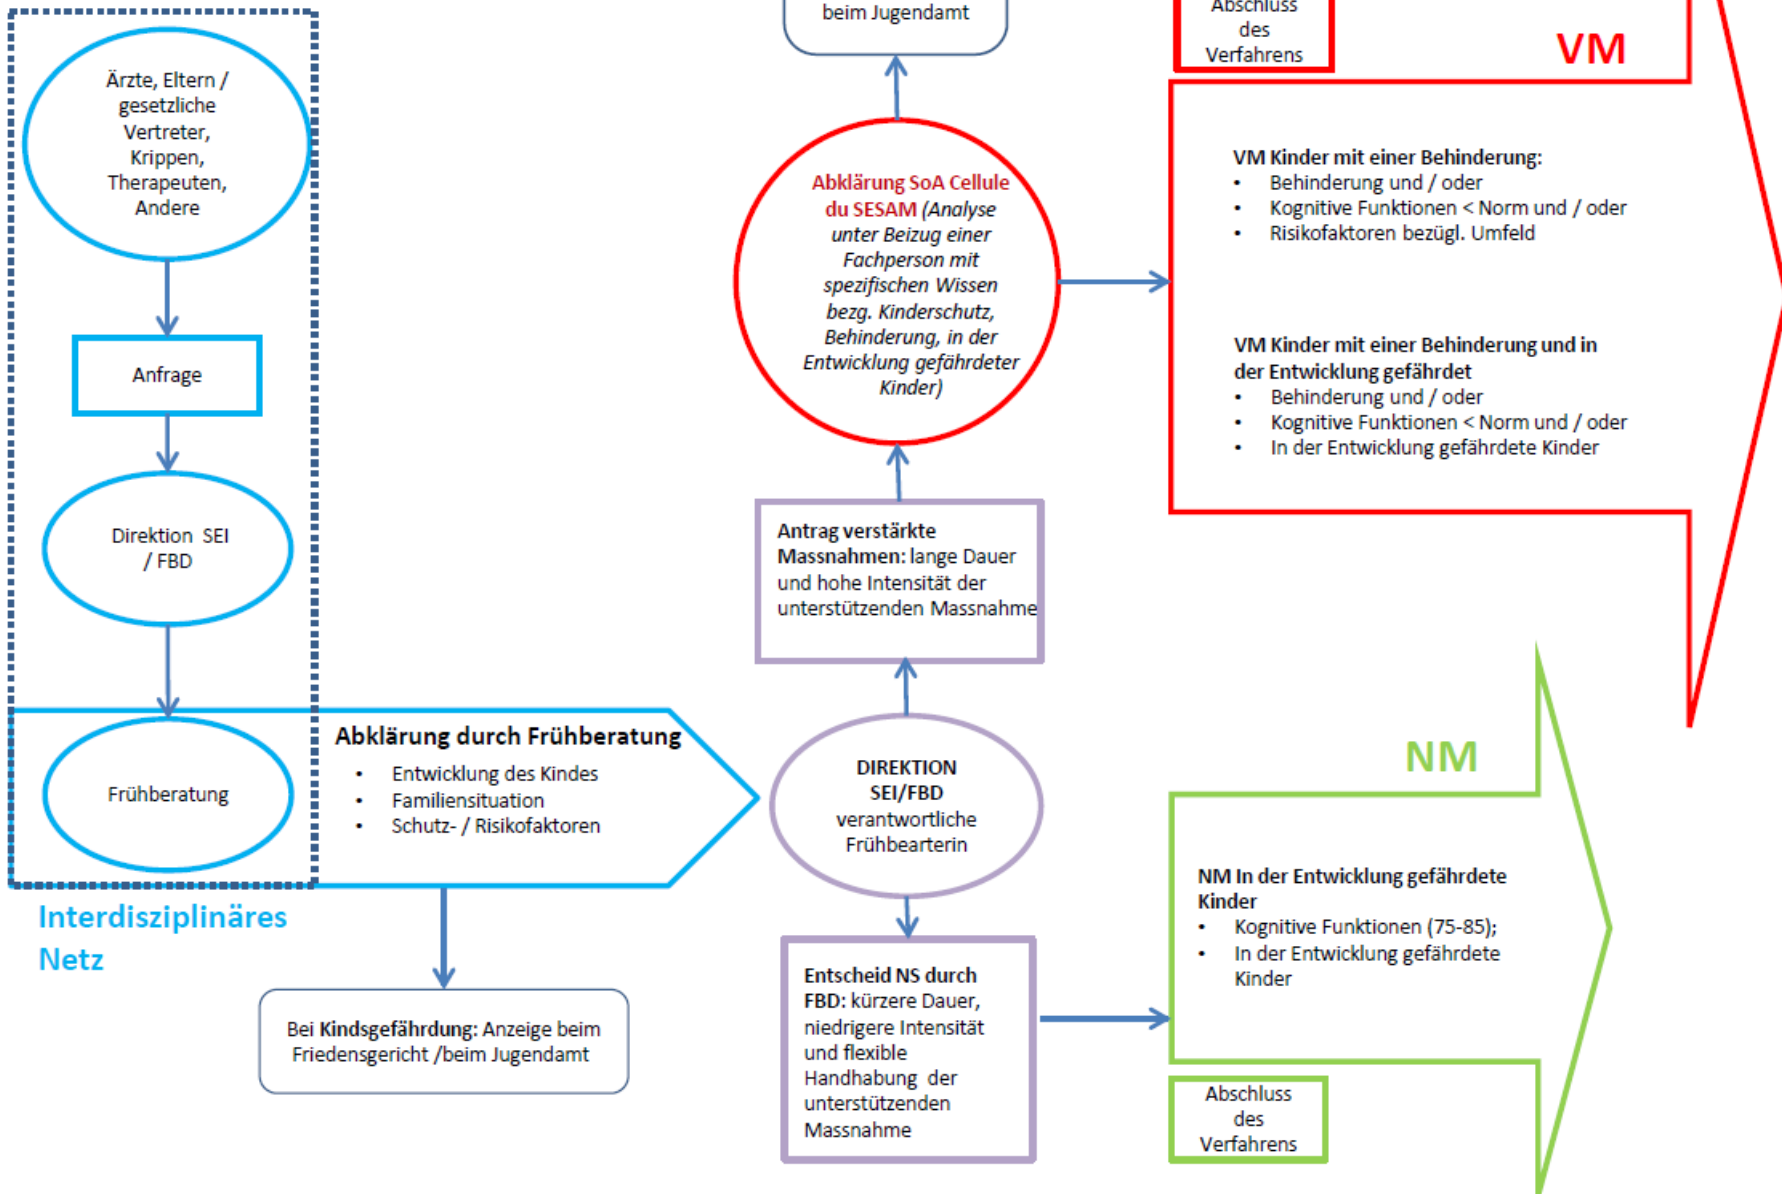 Ärzte, Eltern /
gesetzliche
Vertreter,
Krippen,
Therapeuten,
Andere
Anfrage
Direktion SEI
/ FBD
Frühberatung
Interdisziplinäres
Netz
Abklärung durch Frühberatung
• Entwicklung des Kindes
• Familiensituation
• Schutz- / Risikofaktoren
Bei Kindsgefährdung: Anzeige beim
Friedensgericht /beim Jugendamt
beim Jugendamt
Abklärung SoA Cellule
du SESAM (Analyse
unter Beizug einer
Fachperson mit
spezifischen Wissen
bezg. Kinderschutz,
Behinderung, in der
Entwicklung gefährdeter
Kinder)
Antrag verstärkte
Massnahmen: lange Dauer
und hohe Intensität der
unterstützenden Massnahme
DIREKTION
SEI/FBD
verantwortliche
Frühbearterin
Entscheid NS durch
FBD: kürzere Dauer,
niedrigere Intensität
und flexible
Handhabung der
unterstützenden
Massnahme
Abschluss
des
Verfahrens
VM
VM Kinder mit einer Behinderung:
• Behinderung und / oder
• Kognitive Funktionen < Norm und / oder
• Risikofaktoren bezügl. Umfeld
VM Kinder mit einer Behinderung und in
der Entwicklung gefährdet
• Behinderung und / oder
• Kognitive Funktionen < Norm und / oder
• In der Entwicklung gefährdete Kinder
NM
NM In der Entwicklung gefährdete
Kinder
• Kognitive Funktionen (75-85);
• In der Entwicklung gefährdete
Kinder
Abschluss
des
Verfahrens